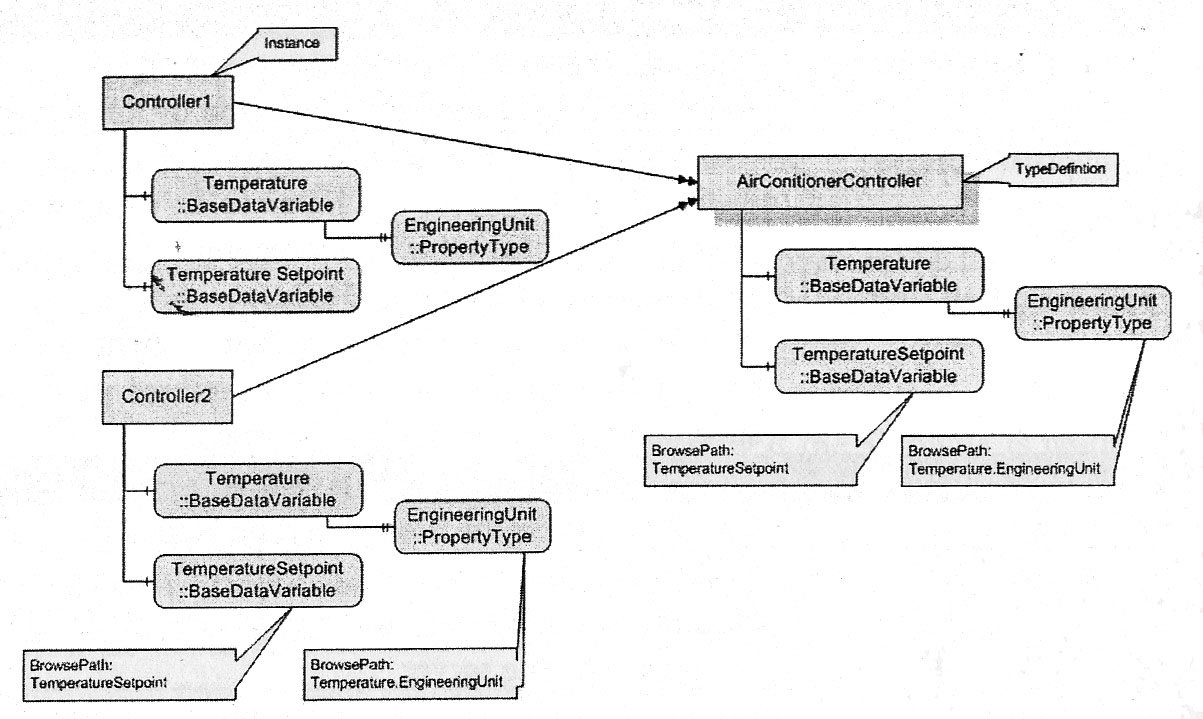 Instance
Controller1
Temperature
::BaseDataVariable
EngineeringUnit
::PropertyType
Temperature Setpoint
::BaseDataVariable
AirConitionerController
TypeDefintion
Temperature
::BaseDataVariable
EngineeringUnit
::PropertyType
TemperatureSetpoint
::BaseDataVariable
BrowsePath:
TemperatureSetpoint
BrowsePath:
Temperature.EngineeringUnit
Controller2
Temperature
::BaseDataVariable
EngineeringUnit
::PropertyType
TemperatureSetpoint
::BaseDataVariable
BrowsePath:
TemperatureSetpoint
BrowsePath:
Temperature.EngineeringUnit